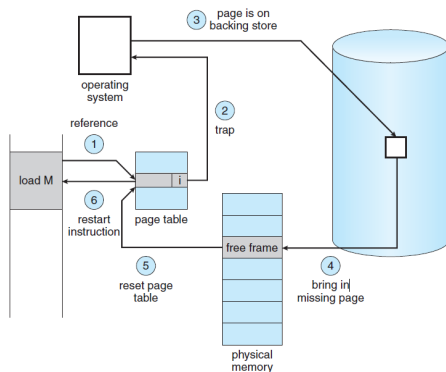 3
page is on
backing store
operating
system
2
trap
reference
1
load M
i
6
page table
restart
instruction
free frame
5
reset page
table
4
bring in
missing page
physical
memory